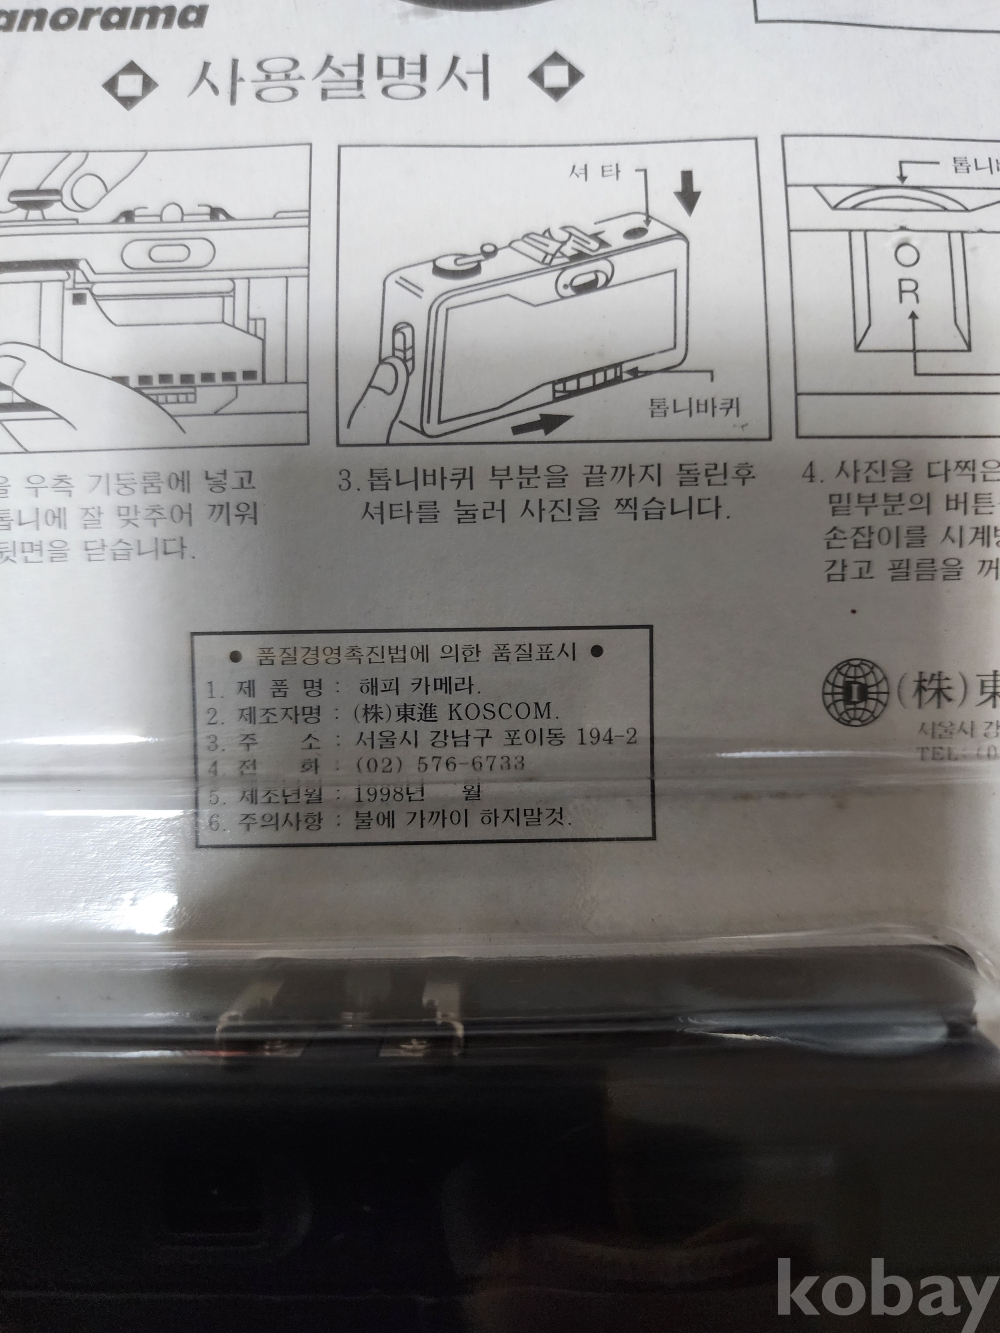 anorama
사용설명서
셔 타
톱니바퀴
톱니
O
R
을 우측 기둥룸에 넣고
톱니에 잘 맞추어 끼워
뒷면을 닫습니다.
3. 톱니바퀴 부분을 끝까지 돌린후
셔타를 눌러 사진을 찍습니다.
4. 사진을 다찍은
밑부분의 버튼
손잡이를 시계방
감고 필름을 꺼
● 품질경영촉진법에 의한 품질표시 ●
1. 제 품 명 : 해피 카메라.
2. 제조자명 : (株)東進 KOSCOM.
3. 주 소 : 서울시 강남구 포이동 194-2
4. 전 화 : (02) 576-6733
5. 제조년월 : 1998년 월
6. 주의사항 : 불에 가까이 하지말것.
I (株)東
서울시 강
TEL : (0
kobay